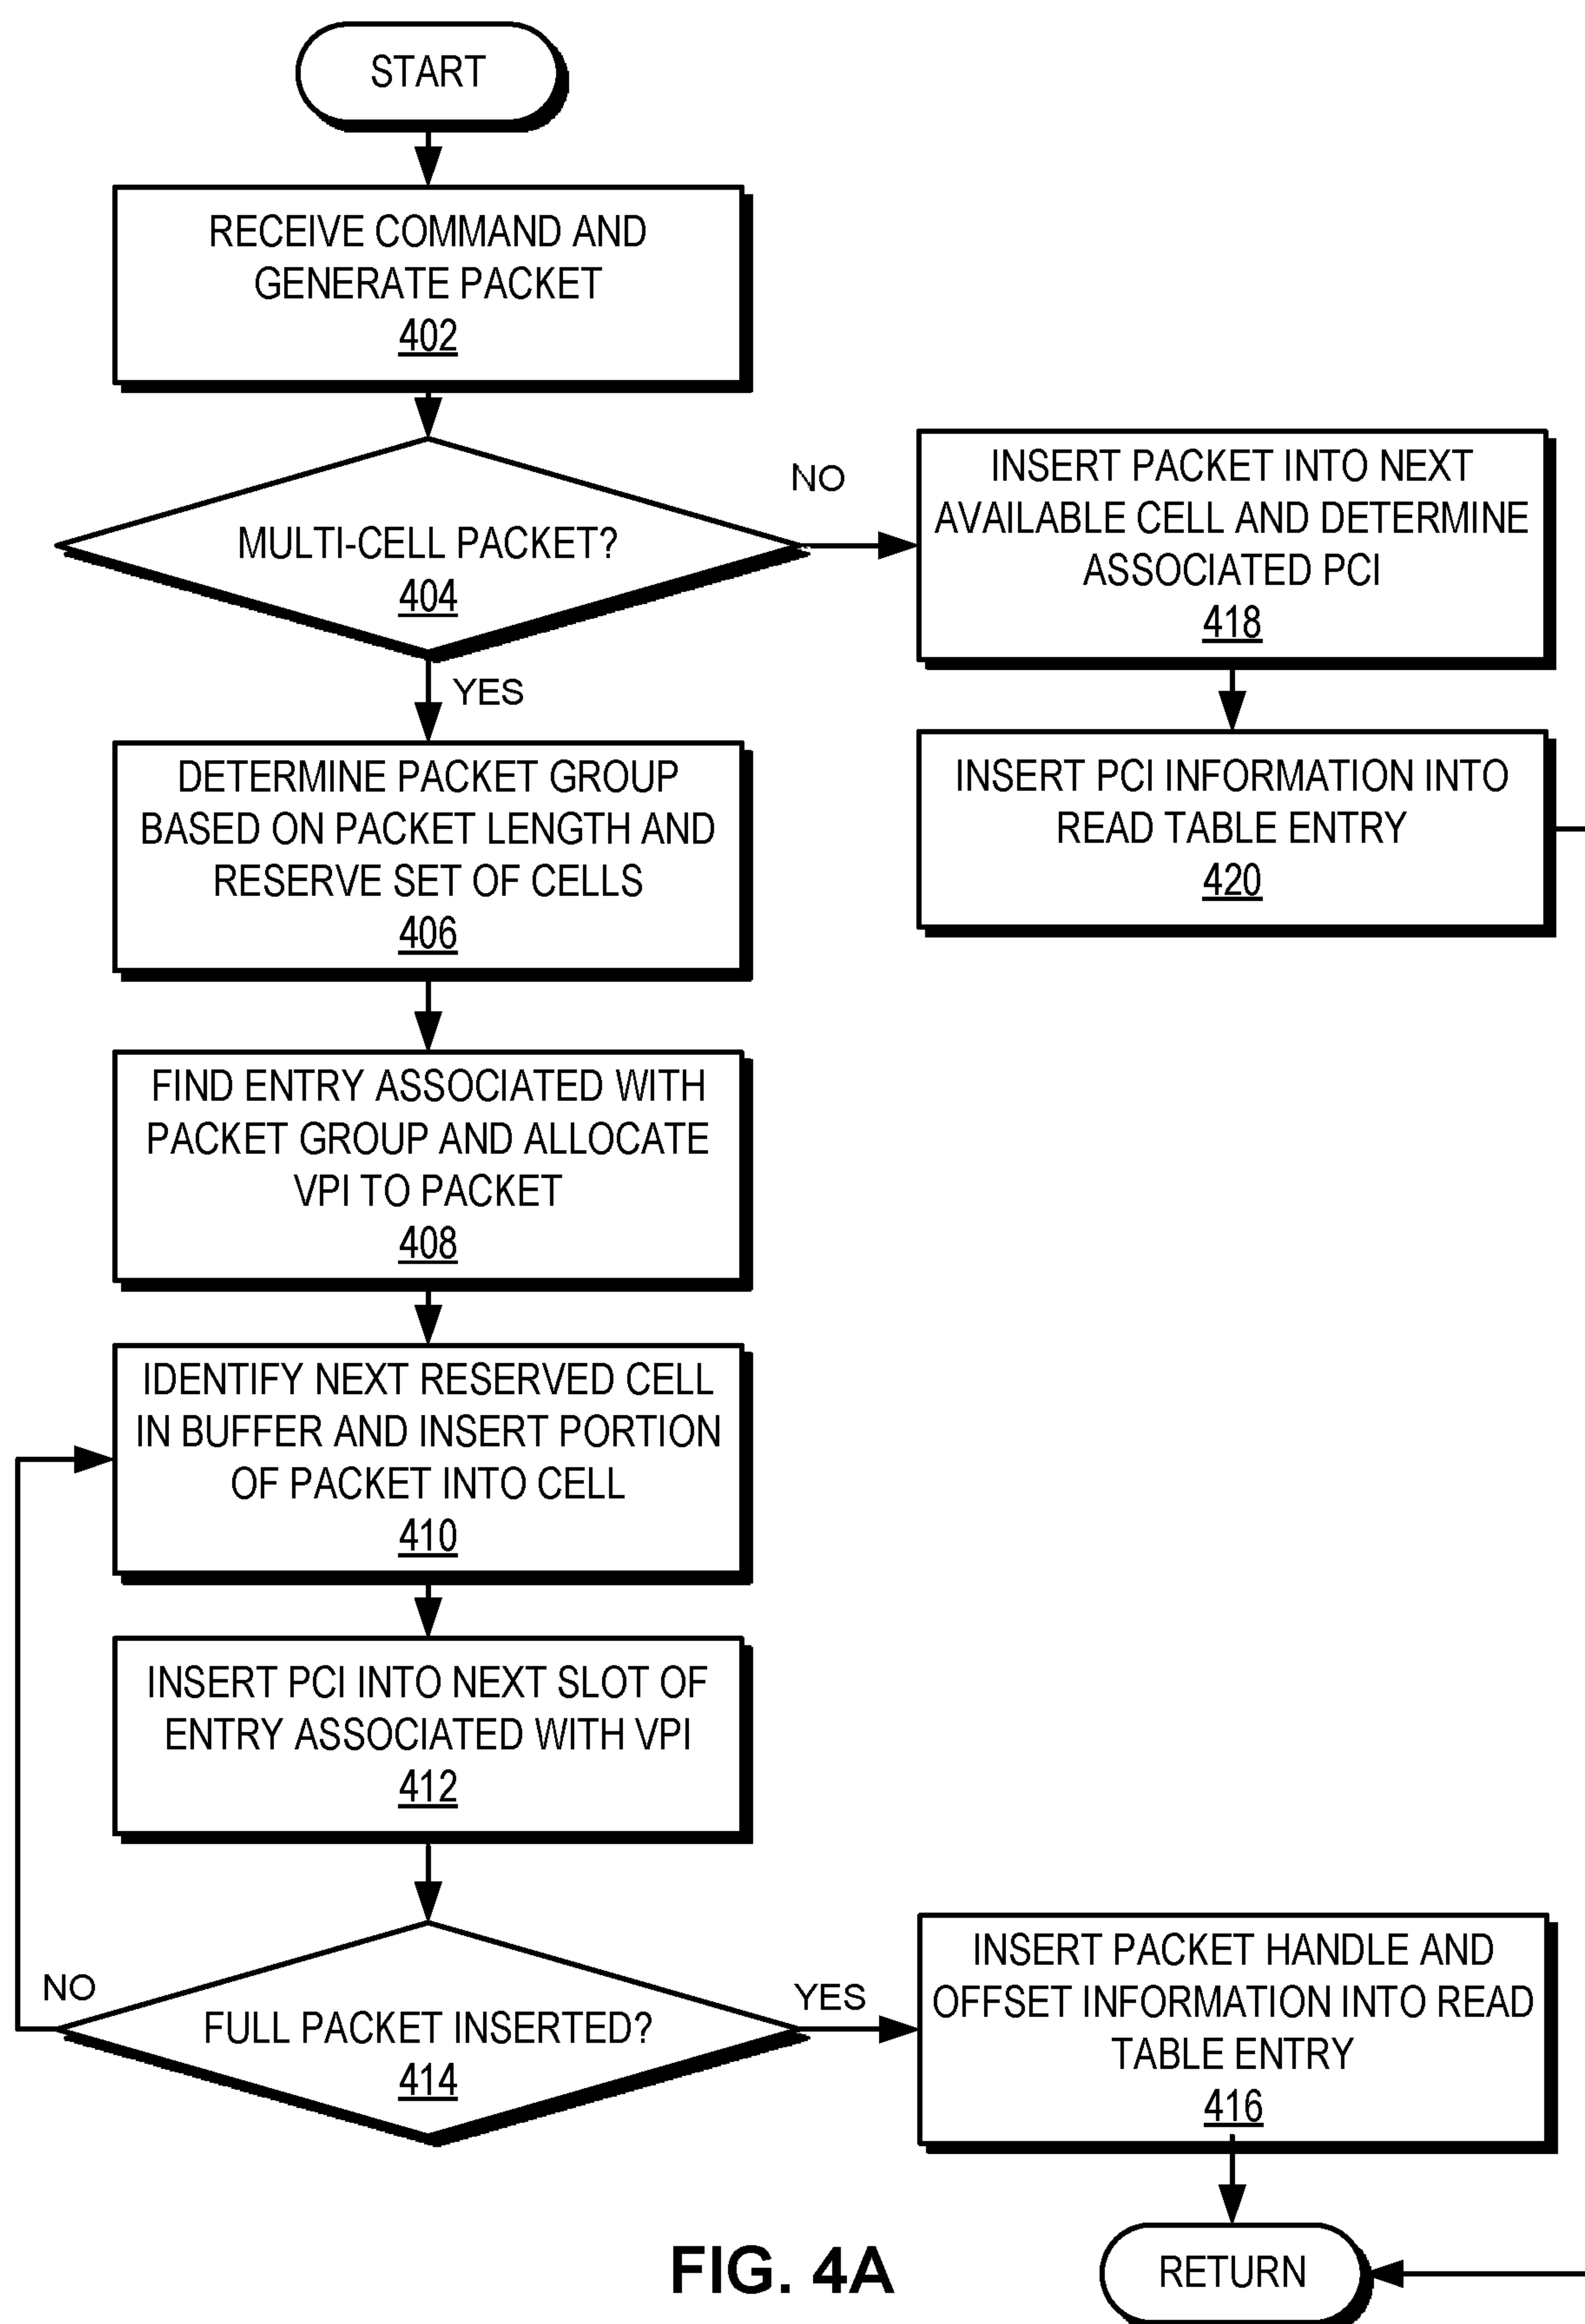 START
RECEIVE COMMAND AND
GENERATE PACKET
402
MULTI-CELL PACKET?
404
NO
YES
INSERT PACKET INTO NEXT
AVAILABLE CELL AND DETERMINE
ASSOCIATED PCI
418
INSERT PCI INFORMATION INTO
READ TABLE ENTRY
420
DETERMINE PACKET GROUP
BASED ON PACKET LENGTH AND
RESERVE SET OF CELLS
406
FIND ENTRY ASSOCIATED WITH
PACKET GROUP AND ALLOCATE
VPI TO PACKET
408
IDENTIFY NEXT RESERVED CELL
IN BUFFER AND INSERT PORTION
OF PACKET INTO CELL
410
INSERT PCI INTO NEXT SLOT OF
ENTRY ASSOCIATED WITH VPI
412
NO
FULL PACKET INSERTED?
414
YES
INSERT PACKET HANDLE AND
OFFSET INFORMATION INTO READ
TABLE ENTRY
416
RETURN
FIG. 4A